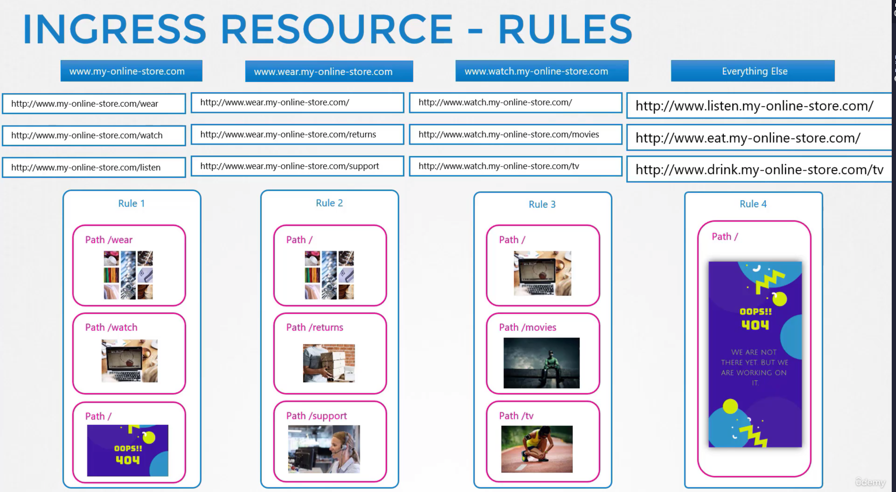 INGRESS RESOURCE - RULES
www.my-online-store.com
www.wear.my-online-store.com
www.watch.my-online-store.com
Everything Else
http://www.my-online-store.com/wear
http://www.wear.my-online-store.com/
http://www.watch.my-online-store.com/
http://www.listen.my-online-store.com/
http://www.my-online-store.com/watch
http://www.wear.my-online-store.com/returns
http://www.watch.my-online-store.com/movies
http://www.eat.my-online-store.com/
http://www.my-online-store.com/listen
http://www.wear.my-online-store.com/support
http://www.watch.my-online-store.com/tv
http://www.drink.my-online-store.com/tv
Rule 1
Path /wear
Path /watch
Path /
OOPS!!
404
Rule 2
Path /
Path /returns
Path /support
Rule 3
Path /
Path /movies
Path /tv
Rule 4
Path /
OOPS!!
404
WE ARE NOT
THERE YET. BUT WE
ARE WORKING ON
IT.
Udemy